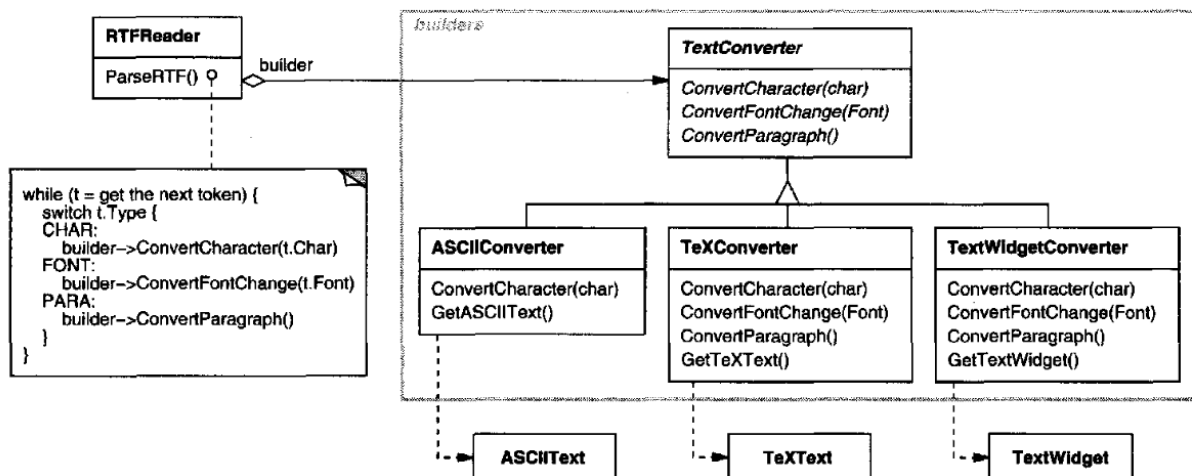 builders
RTFReader
ParseRTF()
builder
TextConverter
ConvertCharacter(char)
ConvertFontChange(Font)
ConvertParagraph()
while (t = get the next token) {
switch t.Type {
CHAR:
builder->ConvertCharacter(t.Char)
FONT:
builder->ConvertFontChange(t.Font)
PARA:
builder->ConvertParagraph()
}
}
ASCIIConverter
ConvertCharacter(char)
GetASCIIText()
TeXConverter
ConvertCharacter(char)
ConvertFontChange(Font)
ConvertParagraph()
GetTeXText()
TextWidgetConverter
ConvertCharacter(char)
ConvertFontChange(Font)
ConvertParagraph()
GetTextWidget()
ASCIIText
TeXText
TextWidget